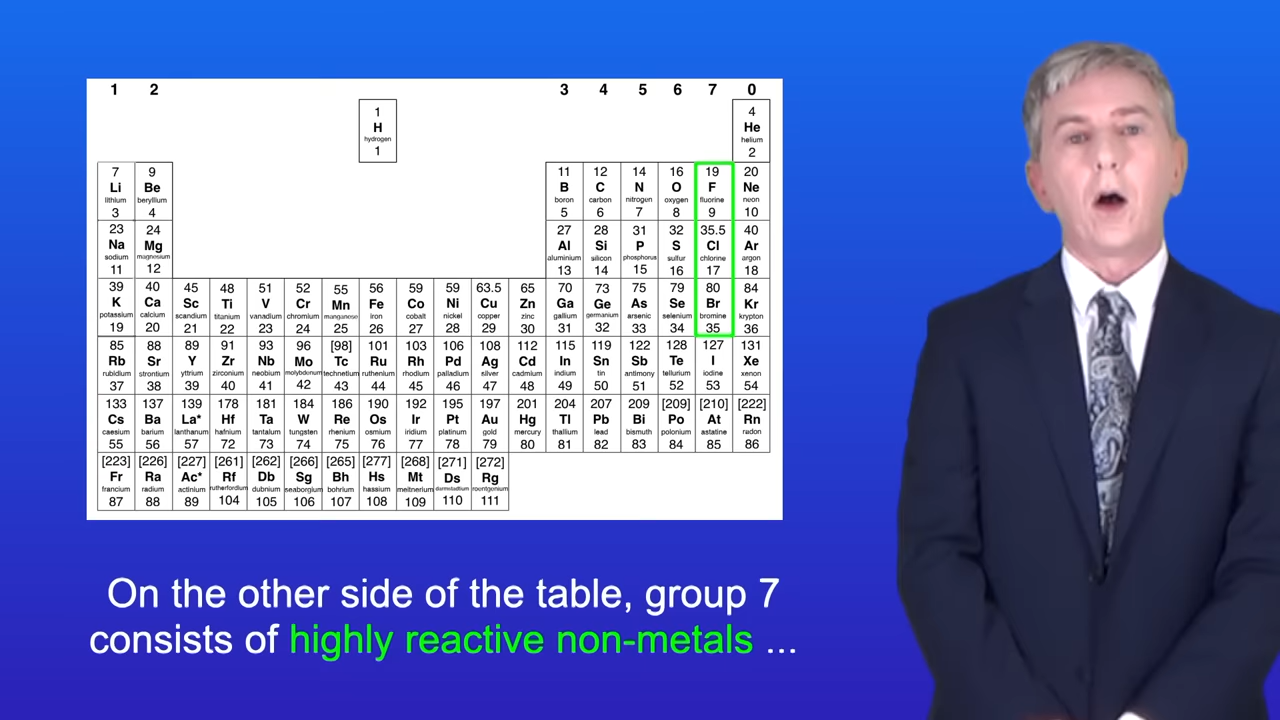 1 2 3 4 5 6 7 0
1 4
H He
hydrogen helium
1 2
7 9 11 12 14 16 19 20
Li Be B C N O F Ne
lithium beryllium boron carbon nitrogen oxygen fluorine neon
3 4 5 6 7 8 9 10
23 24 27 28 31 32 35.5 40
Na Mg Al Si P S Cl Ar
sodium magnesium aluminium silicon phosphorus sulfur chlorine argon
11 12 13 14 15 16 17 18
39 40 45 48 51 52 55 56 59 59 63.5 65 70 73 75 79 80 84
K Ca Sc Ti V Cr Mn Fe Co Ni Cu Zn Ga Ge As Se Br Kr
potassium calcium scandium titanium vanadium chromium manganese iron cobalt nickel copper zinc gallium germanium arsenic selenium bromine krypton
19 20 21 22 23 24 25 26 27 28 29 30 31 32 33 34 35 36
85 88 89 91 93 96 [98] 101 103 106 108 112 115 119 122 128 127 131
Rb Sr Y Zr Nb Mo Tc Ru Rh Pd Ag Cd In Sn Sb Te I Xe
rubidium strontium yttrium zirconium neobium molybdenum technetium ruthenium rhodium palladium silver cadmium indium tin antimony tellurium iodine xenon
37 38 39 40 41 42 43 44 45 46 47 48 49 50 51 52 53 54
133 137 139 178 181 184 186 190 192 195 197 201 204 207 209 [209] [210] [222]
Cs Ba La* Hf Ta W Re Os Ir Pt Au Hg Tl Pb Bi Po At Rn
caesium barium lanthanum hafnium tantalum tungsten rhenium osmium iridium platinum gold mercury thallium lead bismuth polonium astatine radon
55 56 57 72 73 74 75 76 77 78 79 80 81 82 83 84 85 86
[223] [226] [227] [261] [262] [266] [265] [277] [268] [271] [272]
Fr Ra Ac* Rf Db Sg Bh Hs Mt Ds Rg
francium radium actinium rutherfordium dubnium seaborgium bohrium hassium meitnerium darmstadtium roentgenium
87 88 89 104 105 106 107 108 109 110 111
On the other side of the table, group 7
consists of highly reactive non-metals ...